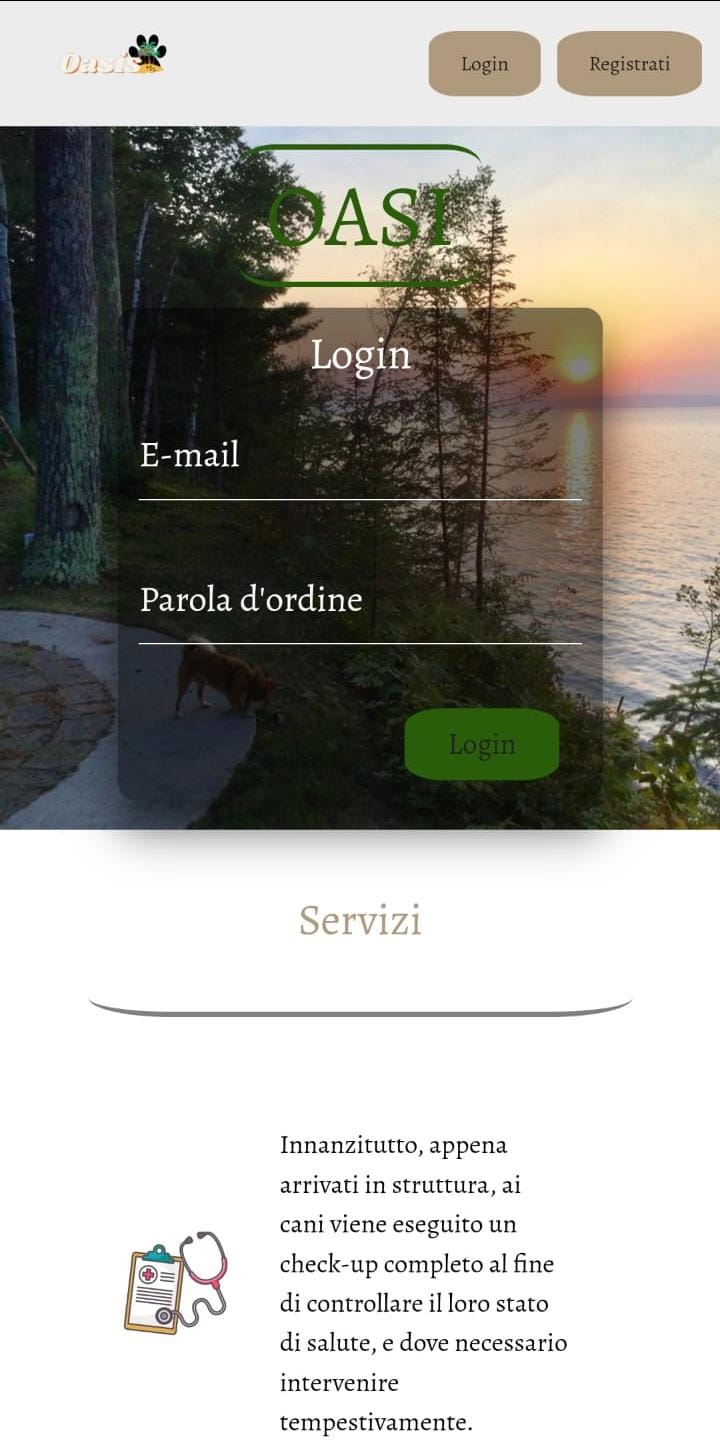 Oasis
Login
Registrati
OASI
Login
E-mail
Parola d'ordine
Login
Servizi
Innanzitutto, appena
arrivati in struttura, ai
cani viene eseguito un
check-up completo al fine
di controllare il loro stato
di salute, e dove necessario
intervenire
tempestivamente.